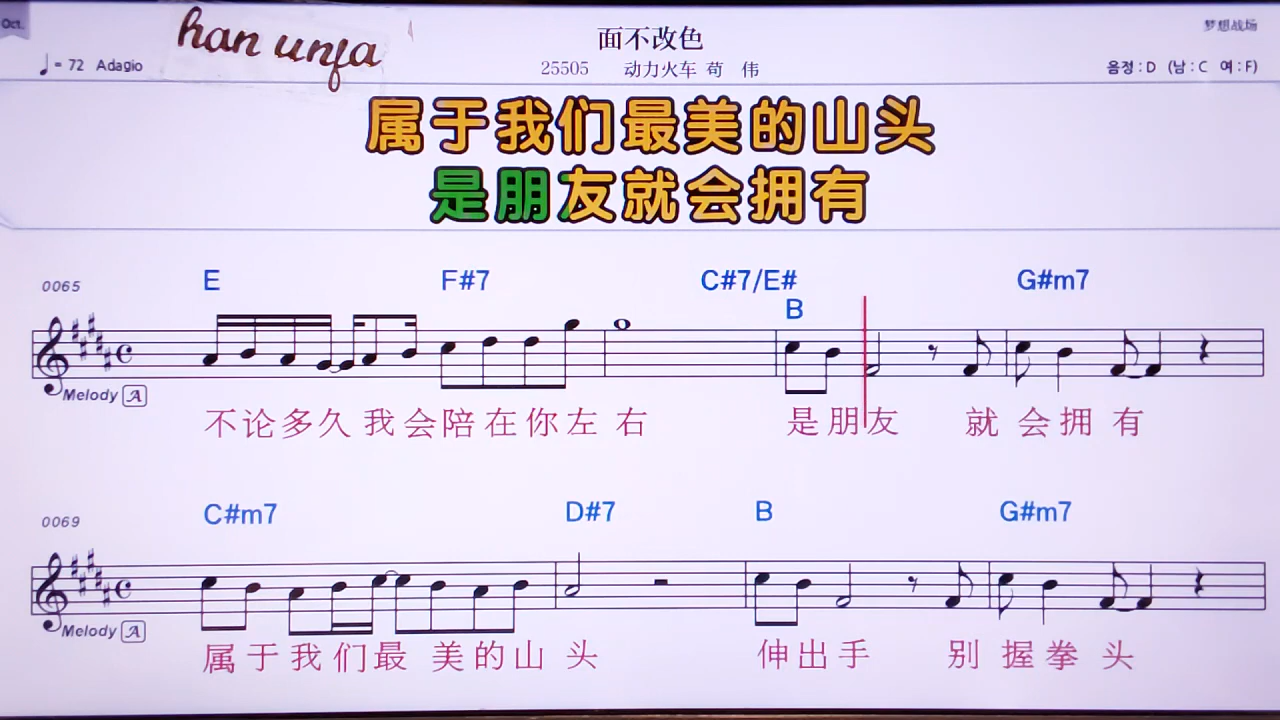 Oct.
han unfa
面不改色
梦想战场
♩= 72 Adagio
25505 动力火车 苟 伟
음정 : D (남 : C 여 : F)
属于我们最美的山头
是朋友就会拥有
0065
E F#7 C#7/E# G#m7
B
Melody A
不论多久我会陪在你左右 是朋友 就会拥有
0069
C#m7 D#7 B G#m7
Melody A
属于我们最美的山头 伸出手 别握拳头